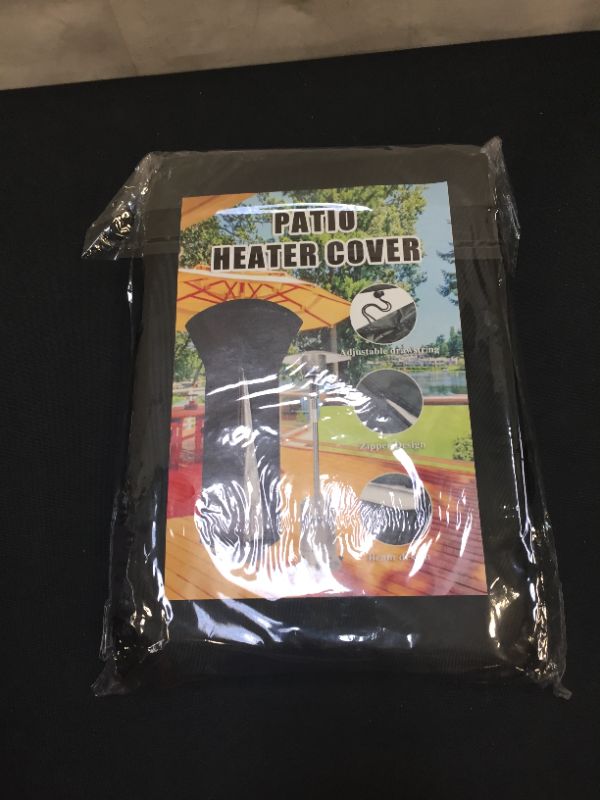 PATIO
HEATER COVER
Adjustable drawstring
Zipper design